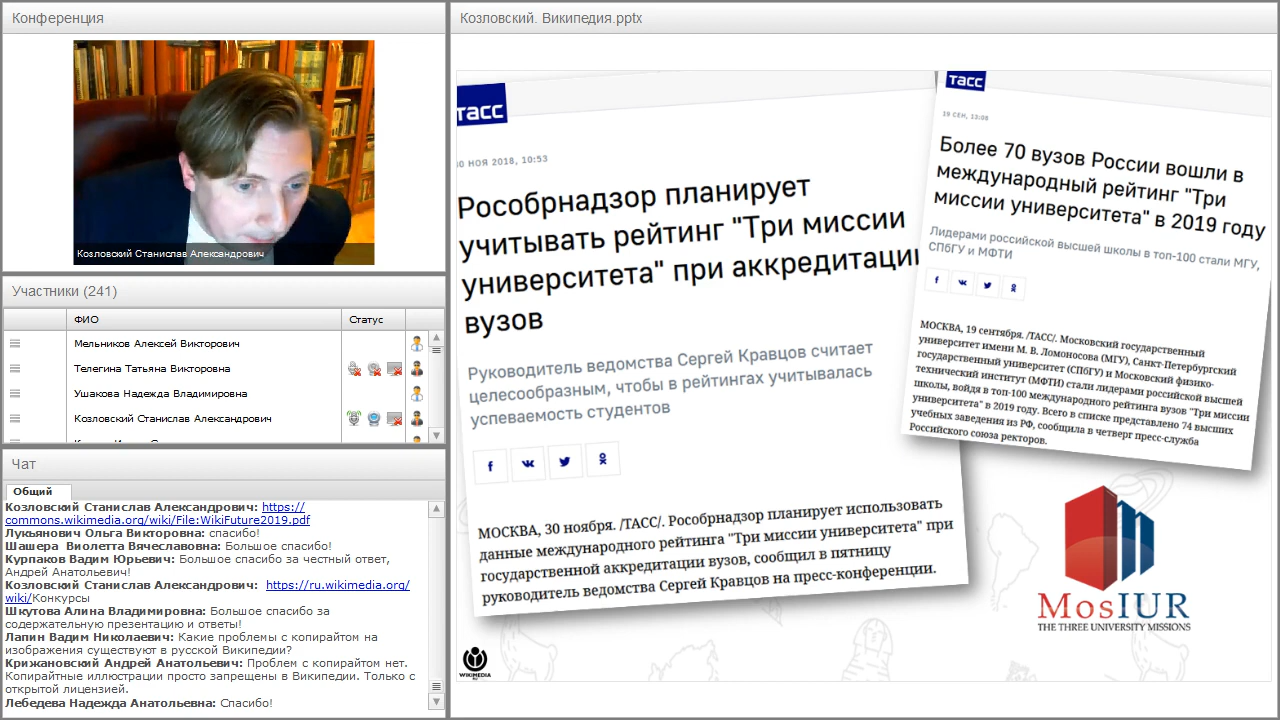 Конференция
Козловский Станислав Александрович
Участники (241)
ФИО
Статус
Мельников Алексей Викторович
Телегина Татьяна Викторовна
Ушакова Надежда Владимировна
Козловский Станислав Александрович
Чат
Общий
Козловский Станислав Александрович: https://
commons.wikimedia.org/wiki/File:WikiFuture2019.pdf
Лукьянович Ольга Викторовна: спасибо!
Шашера Виолетта Вячеславовна: Большое спасибо!
Курпаков Вадим Юрьевич: Большое спасибо за честный ответ,
Андрей Анатольевич!
Козловский Станислав Александрович: https://ru.wikimedia.org/
wiki/Конкурсы
Шкутова Алина Владимировна: Большое спасибо за
содержательную презентацию и ответы!
Лапин Вадим Николаевич: Какие проблемы с копирайтом на
изображения существуют в русской Википедии?
Крижановский Андрей Анатольевич: Проблем с копирайтом нет.
Копирайтные иллюстрации просто запрещены в Википедии. Только с
открытой лицензией.
Лебедева Надежда Анатольевна: Спасибо!
Козловский. Википедия.pptx
ТАСС
30 НОЯ 2018, 10:53
Рособрнадзор планирует
учитывать рейтинг "Три миссии
университета" при аккредитации
вузов
Руководитель ведомства Сергей Кравцов считает
целесообразным, чтобы в рейтингах учитывалась
успеваемость студентов
МОСКВА, 30 ноября. /ТАСС/. Рособрнадзор планирует использовать
данные международного рейтинга "Три миссии университета" при
государственной аккредитации вузов, сообщил в пятницу
руководитель ведомства Сергей Кравцов на пресс-конференции.
ТАСС
19 СЕН, 13:08
Более 70 вузов России вошли в
международный рейтинг "Три
миссии университета" в 2019 году
Лидерами российской высшей школы в топ-100 стали МГУ,
СПбГУ и МФТИ
МОСКВА, 19 сентября. /ТАСС/. Московский государственный
университет имени М. В. Ломоносова (МГУ), Санкт-Петербургский
государственный университет (СПбГУ) и Московский физико-
технический институт (МФТИ) стали лидерами российской высшей
школы, войдя в топ-100 международного рейтинга вузов "Три миссии
университета" в 2019 году. Всего в списке представлено 74 высших
учебных заведения из РФ, сообщила в четверг пресс-служба
Российского союза ректоров.
MosIUR
THE THREE UNIVERSITY MISSIONS
WIKIMEDIA
RU